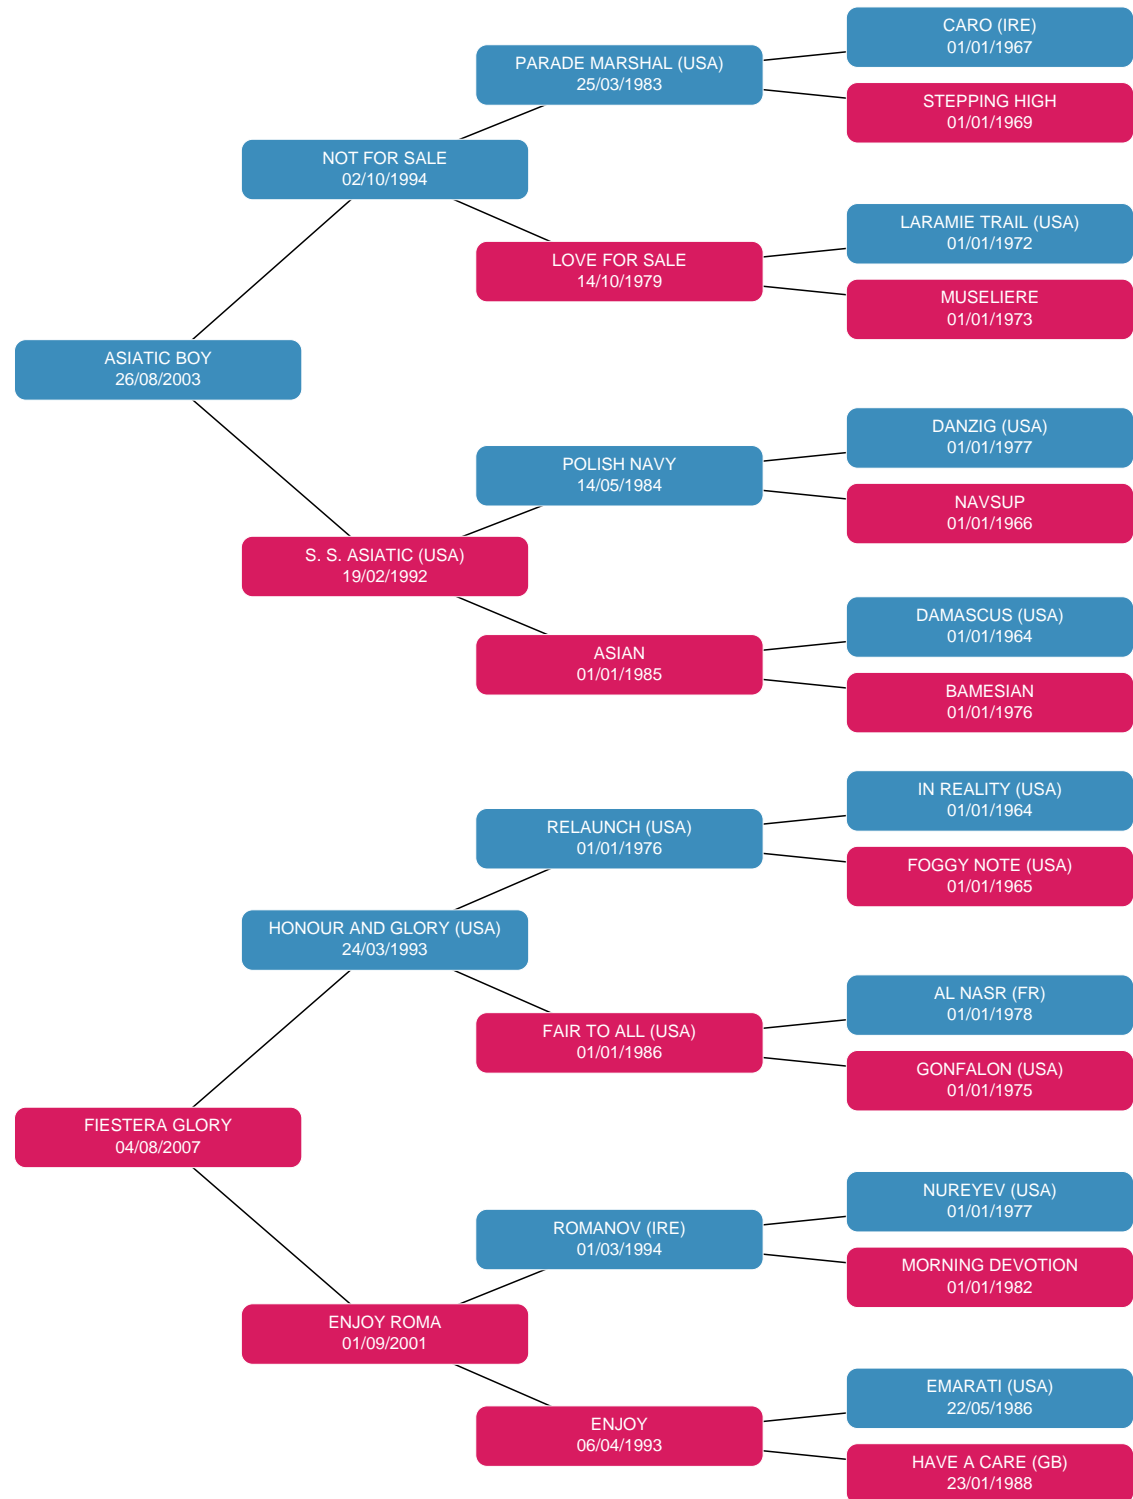 CARO (IRE)
01/01/1967
PARADE MARSHAL (USA)
25/03/1983
STEPPING HIGH
01/01/1969
NOT FOR SALE
02/10/1994
LARAMIE TRAIL (USA)
01/01/1972
LOVE FOR SALE
14/10/1979
MUSELIERE
01/01/1973
ASIATIC BOY
26/08/2003
DANZIG (USA)
01/01/1977
POLISH NAVY
14/05/1984
NAVSUP
01/01/1966
S. S. ASIATIC (USA)
19/02/1992
DAMASCUS (USA)
01/01/1964
ASIAN
01/01/1985
BAMESIAN
01/01/1976
IN REALITY (USA)
01/01/1964
RELAUNCH (USA)
01/01/1976
FOGGY NOTE (USA)
01/01/1965
HONOUR AND GLORY (USA)
24/03/1993
AL NASR (FR)
01/01/1978
FAIR TO ALL (USA)
01/01/1986
GONFALON (USA)
01/01/1975
FIESTERA GLORY
04/08/2007
NUREYEV (USA)
01/01/1977
ROMANOV (IRE)
01/03/1994
MORNING DEVOTION
01/01/1982
ENJOY ROMA
01/09/2001
EMARATI (USA)
22/05/1986
ENJOY
06/04/1993
HAVE A CARE (GB)
23/01/1988